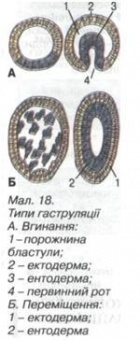 1 2 3
А 4
2 1
Б
Мал. 18.
Типи гаструляції
А. Вгинання:
1–порожнина
бластули;
2 – ектодерма;
3 – ентодерма;
4 – первинний рот
Б. Переміщення:
1 – ектодерма;
2 – ентодерма